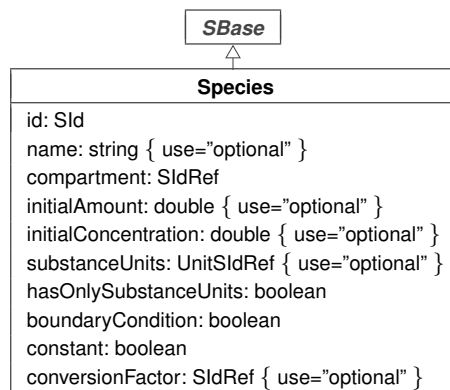 SBase
Species
id: SId
name: string { use="optional" }
compartment: SIdRef
initialAmount: double { use="optional" }
initialConcentration: double { use="optional" }
substanceUnits: UnitSIdRef { use="optional" }
hasOnlySubstanceUnits: boolean
boundaryCondition: boolean
constant: boolean
conversionFactor: SIdRef { use="optional" }